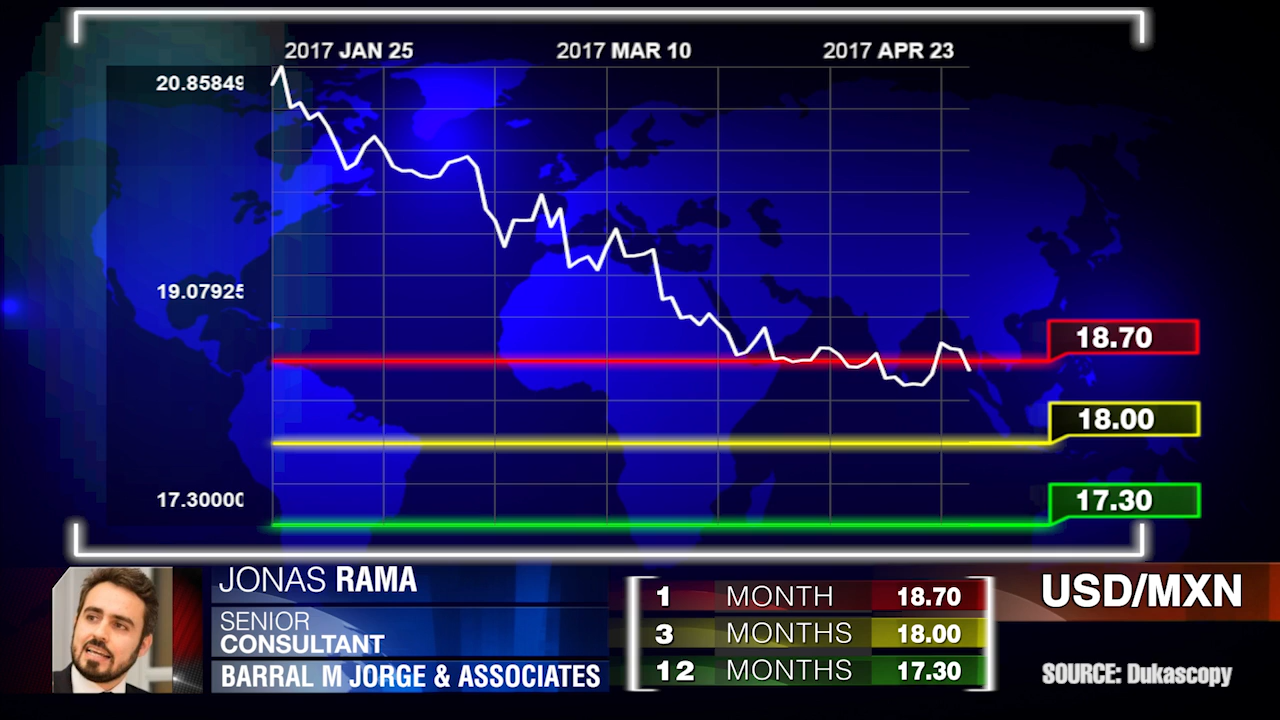 2017 JAN 25
2017 MAR 10
2017 APR 23
20.85849
19.07925
17.30000
18.70
18.00
17.30
JONAS RAMA
SENIOR
CONSULTANT
BARRAL M JORGE & ASSOCIATES
1 MONTH 18.70
3 MONTHS 18.00
12 MONTHS 17.30
USD/MXN
SOURCE: Dukascopy